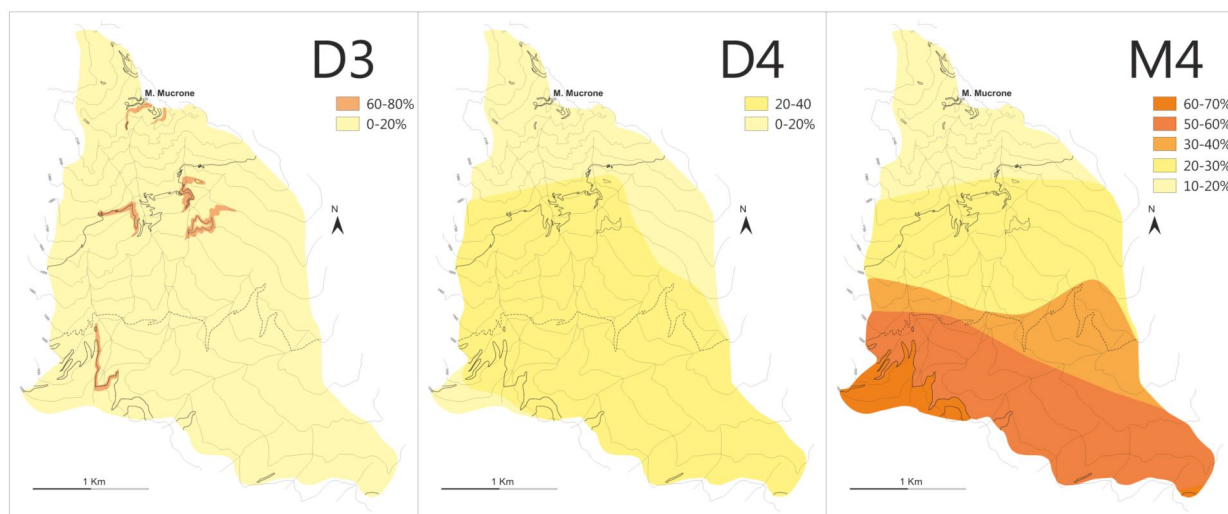 D3
M. Mucrone
60-80%
0-20%
N
1 Km
D4
M. Mucrone
20-40
0-20%
N
1 Km
M4
M. Mucrone
60-70%
50-60%
30-40%
20-30%
10-20%
N
1 Km